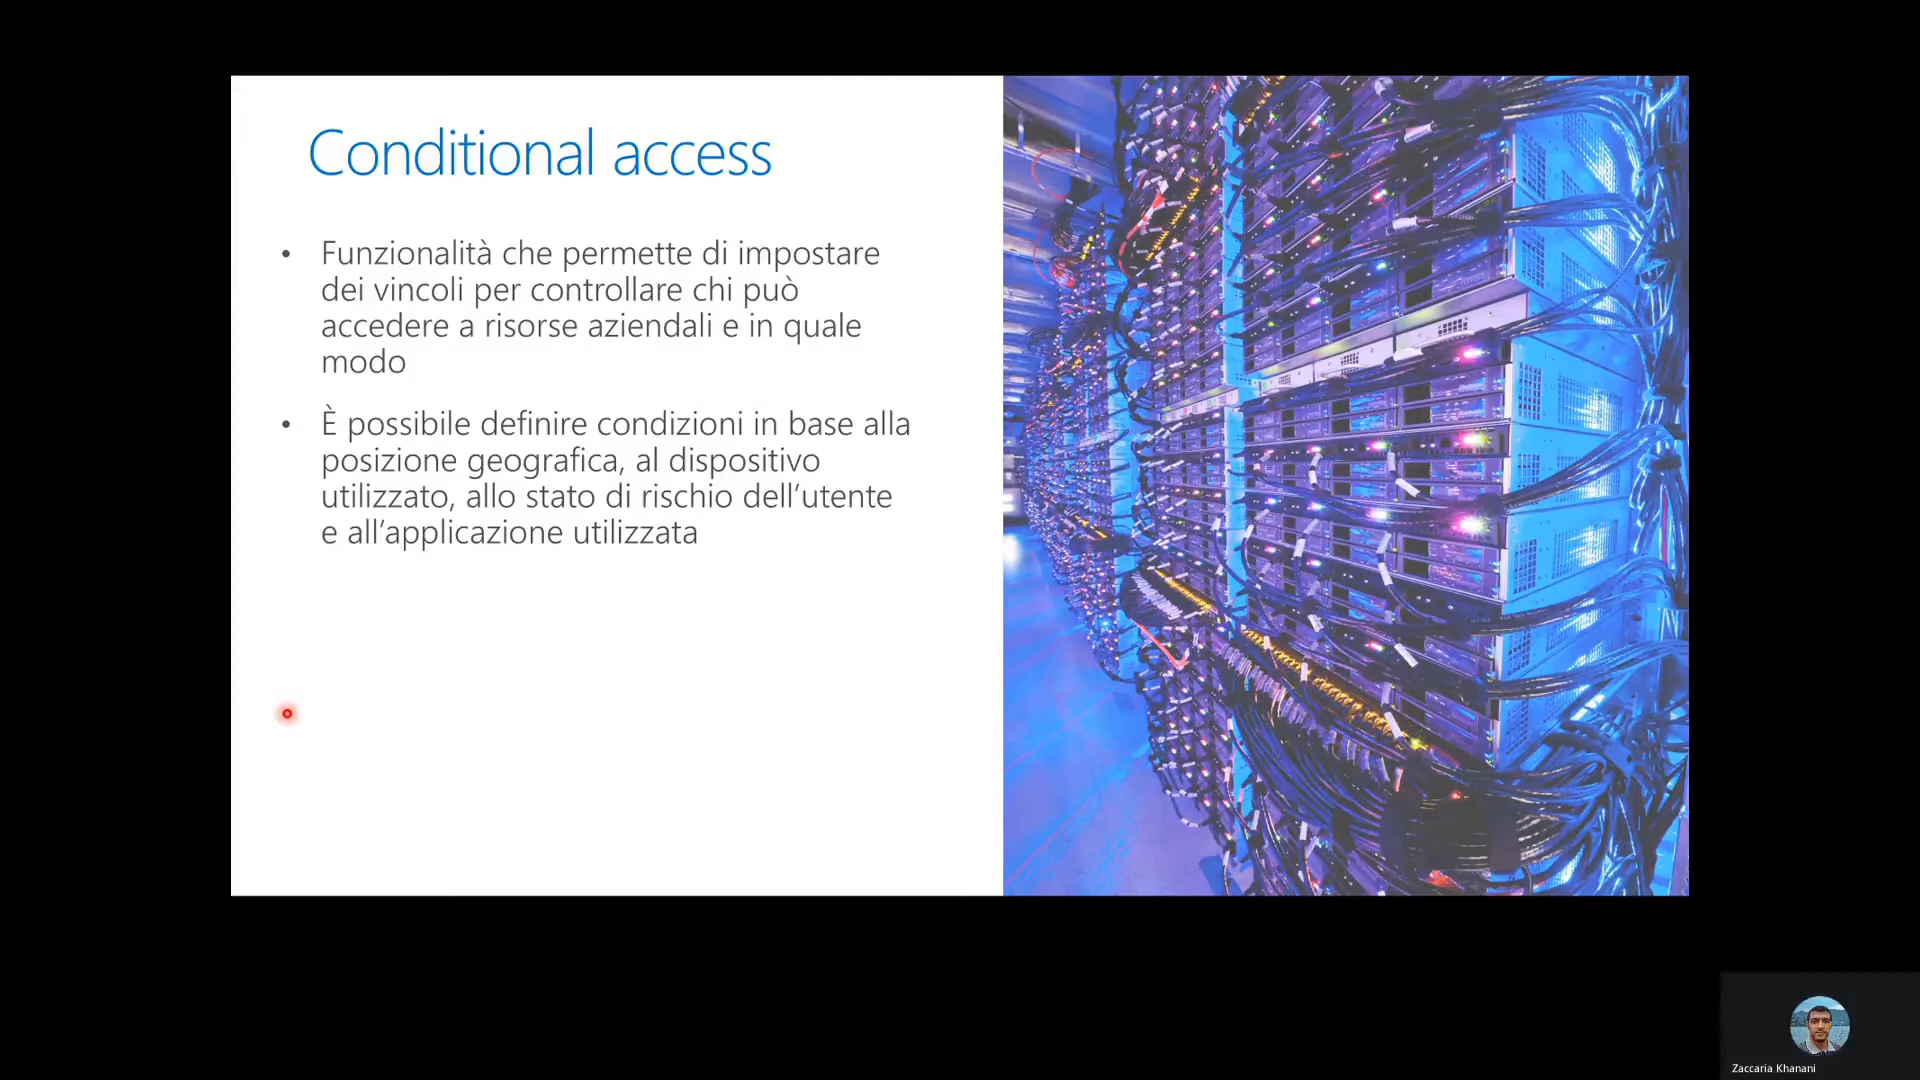 Conditional access
• Funzionalità che permette di impostare
dei vincoli per controllare chi può
accedere a risorse aziendali e in quale
modo
• È possibile definire condizioni in base alla
posizione geografica, al dispositivo
utilizzato, allo stato di rischio dell’utente
e all’applicazione utilizzata
Zaccaria Khanani